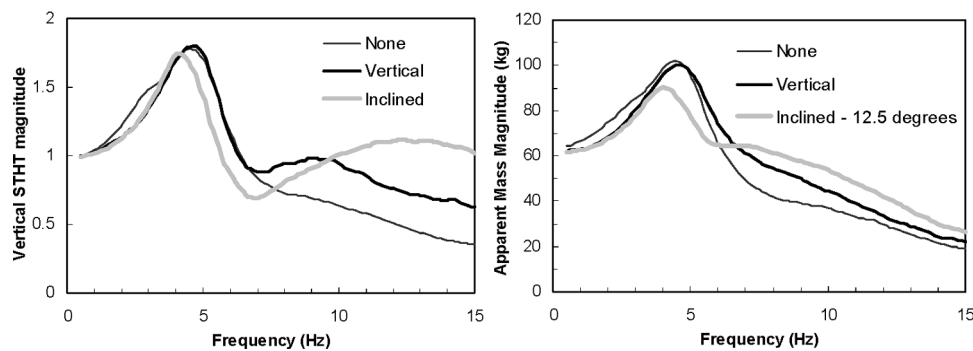 2
1.5
1
0.5
0
0
5
10
15
Vertical STHT magnitude
Frequency (Hz)
None
Vertical
Inclined
120
100
80
60
40
20
0
0
5
10
15
Apparent Mass Magnitude (kg)
Frequency (Hz)
None
Vertical
Inclined - 12.5 degrees